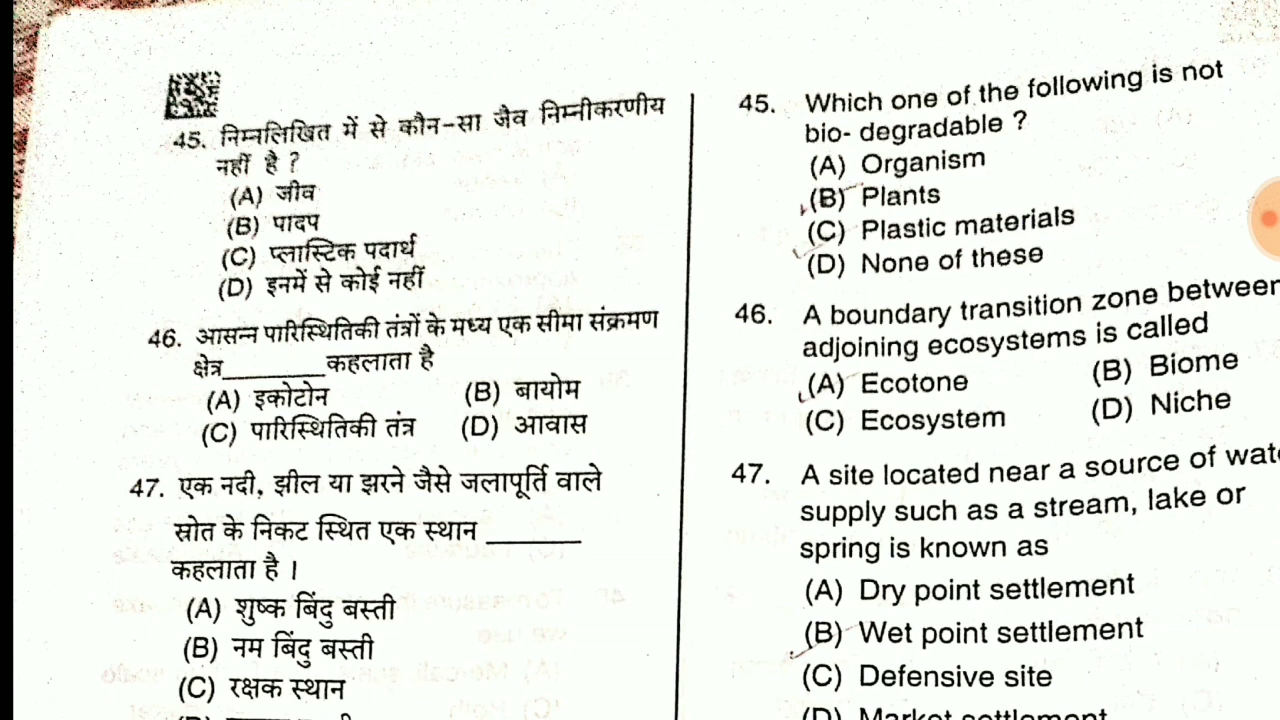 45. निम्नलिखित में से कौन-सा जैव निम्नीकरणीय
नहीं है ?
(A) जीव
(B) पादप
(C) प्लास्टिक पदार्थ
(D) इनमें से कोई नहीं
46. आसन्न पारिस्थितिकी तंत्रों के मध्य एक सीमा संक्रमण
क्षेत्र________कहलाता है
(A) इकोटोन (B) बायोम
(C) पारिस्थितिकी तंत्र (D) आवास
47. एक नदी, झील या झरने जैसे जलापूर्ति वाले
स्रोत के निकट स्थित एक स्थान ________
कहलाता है ।
(A) शुष्क बिंदु बस्ती
(B) नम बिंदु बस्ती
(C) रक्षक स्थान
45. Which one of the following is not
bio- degradable ?
(A) Organism
(B) Plants
(C) Plastic materials
(D) None of these
46. A boundary transition zone between
adjoining ecosystems is called
(A) Ecotone (B) Biome
(C) Ecosystem (D) Niche
47. A site located near a source of
supply such as a stream, lake or
spring is known as
(A) Dry point settlement
(B) Wet point settlement
(C) Defensive site
(D) Market settlement